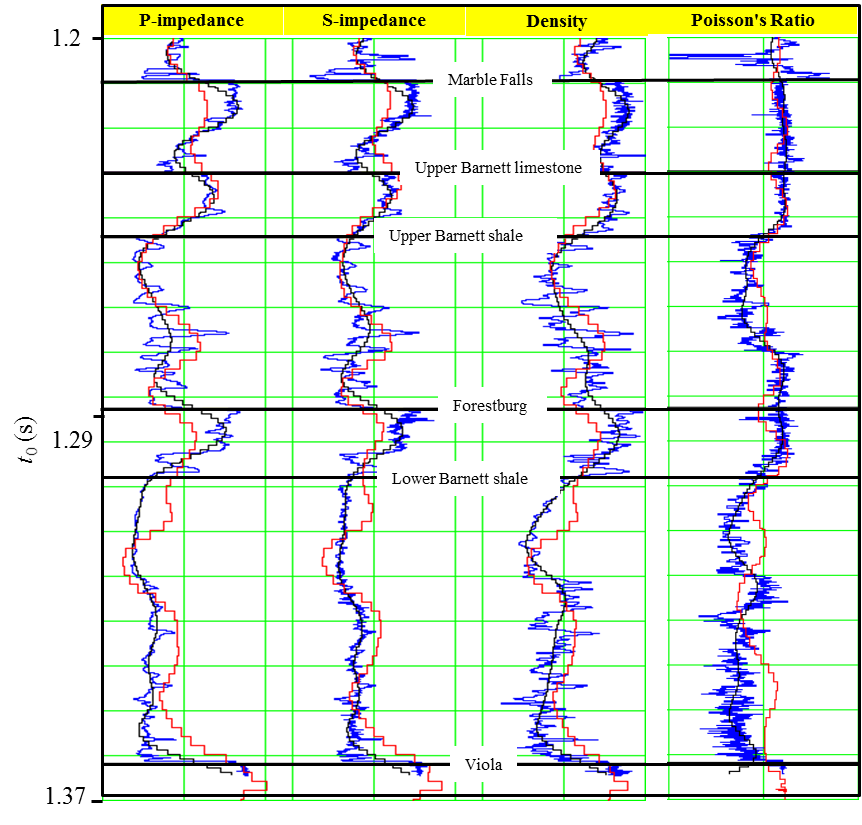 P-impedance S-impedance Density Poisson's Ratio
1.2
Marble Falls
Upper Barnett limestone
Upper Barnett shale
Forestburg
t0 (s)
1.29
Lower Barnett shale
Viola
1.37